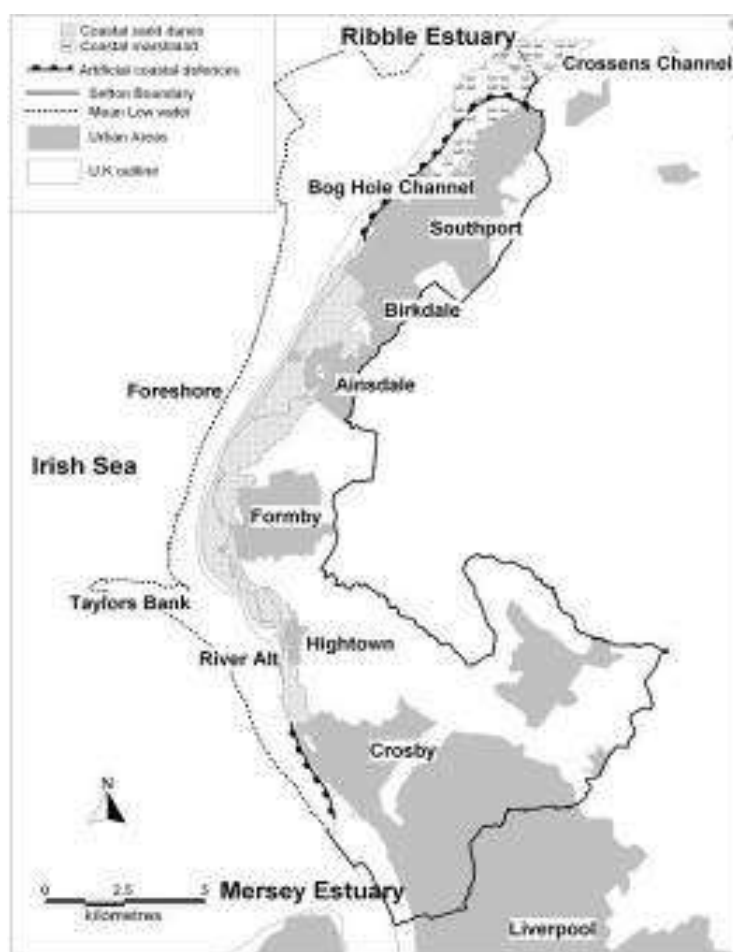 Coastal sand dunes
Coastal marshland
Artificial coastal defences
Sefton Boundary
Mean Low water
Urban Areas
U.K outline
Ribble Estuary
Crossens Channel
Bog Hole Channel
Southport
Birkdale
Ainsdale
Foreshore
Irish Sea
Formby
Taylors Bank
Hightown
River Alt
Crosby
N
0 2.5 5
kilometres
Mersey Estuary
Liverpool